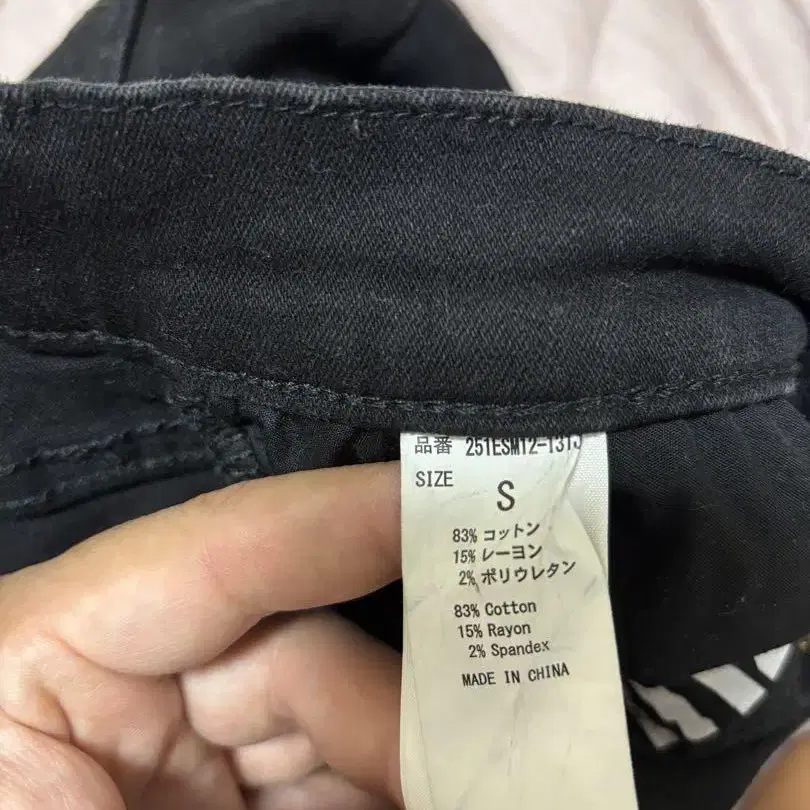 品番 251ESM12-1313
SIZE
S
83% コットン
15% レーヨン
2% ポリウレタン
83% Cotton
15% Rayon
2% Spandex
MADE IN CHINA